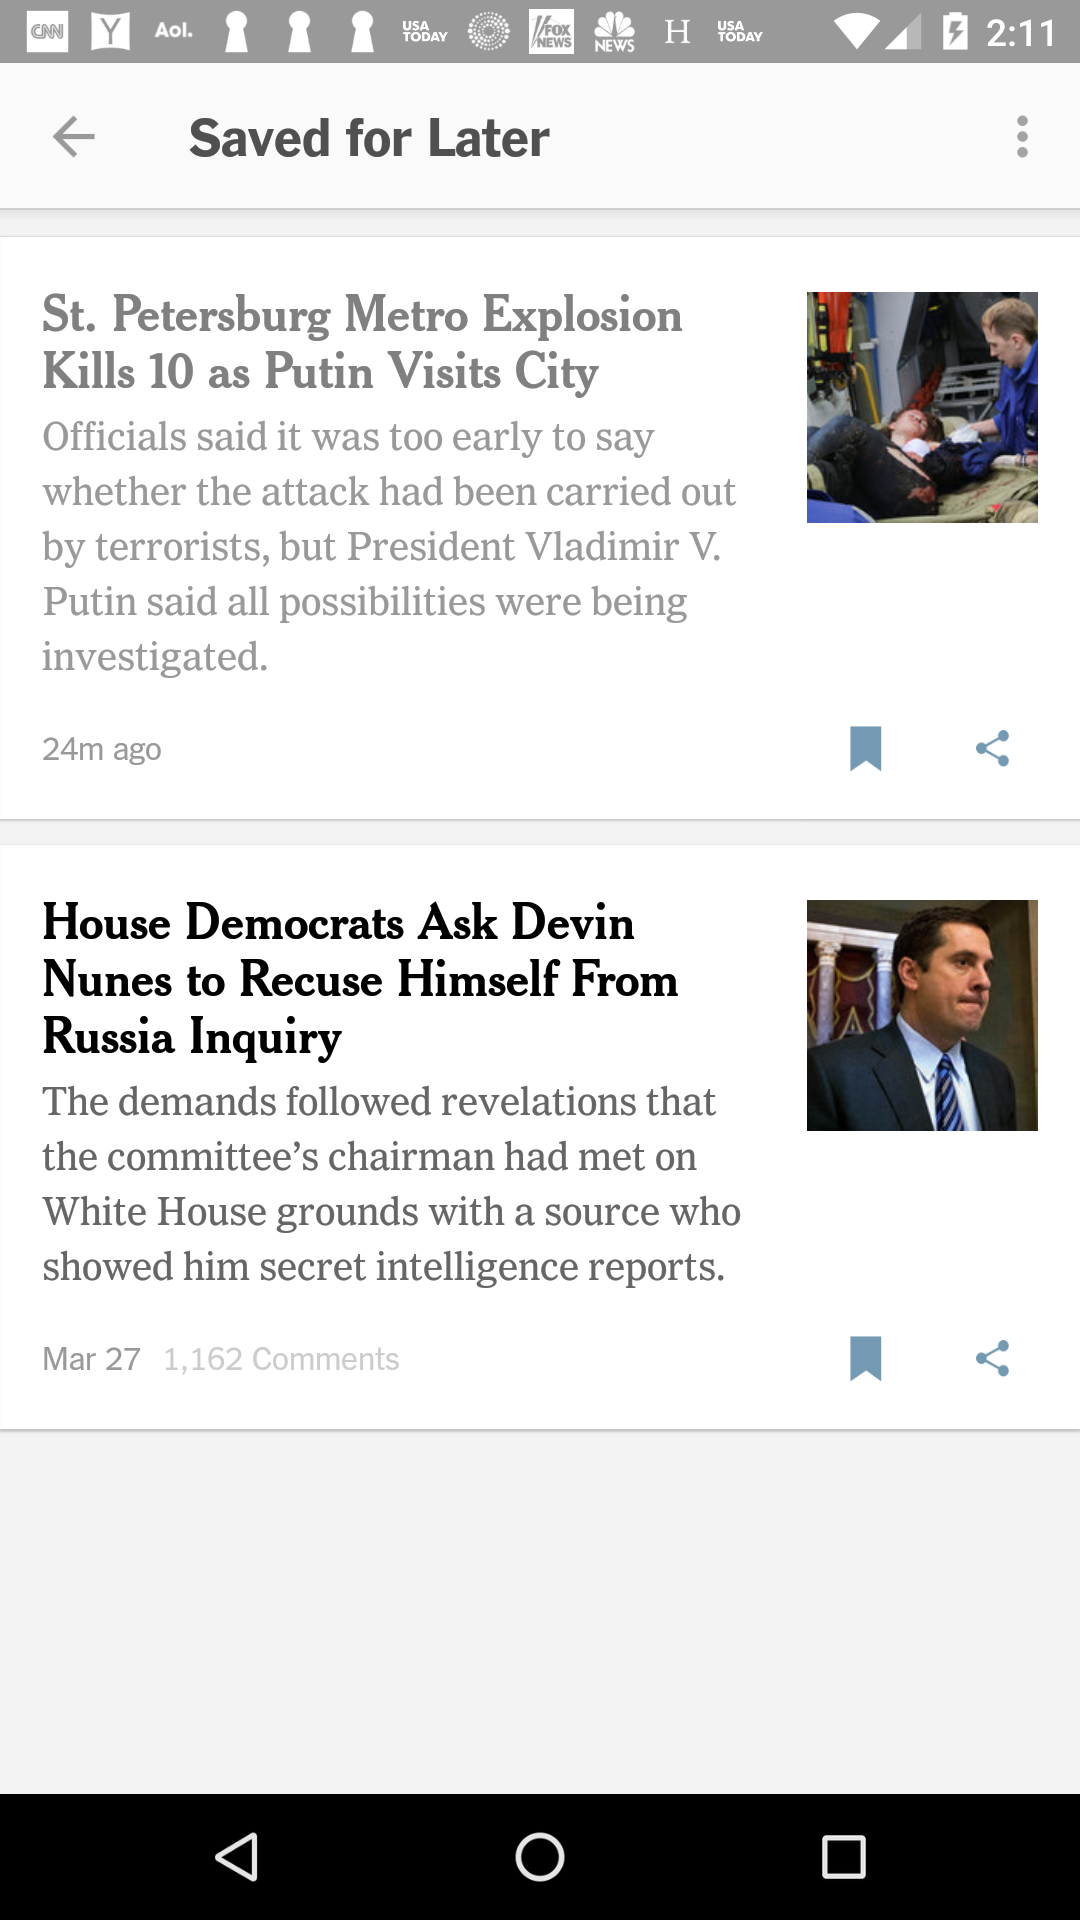 CNN Y Aol. USA TODAY FOX NEWS NBC NEWS H USA TODAY 2:11
Saved for Later
St. Petersburg Metro Explosion
Kills 10 as Putin Visits City
Officials said it was too early to say
whether the attack had been carried out
by terrorists, but President Vladimir V.
Putin said all possibilities were being
investigated.
24m ago
House Democrats Ask Devin
Nunes to Recuse Himself From
Russia Inquiry
The demands followed revelations that
the committee’s chairman had met on
White House grounds with a source who
showed him secret intelligence reports.
Mar 27 1,162 Comments